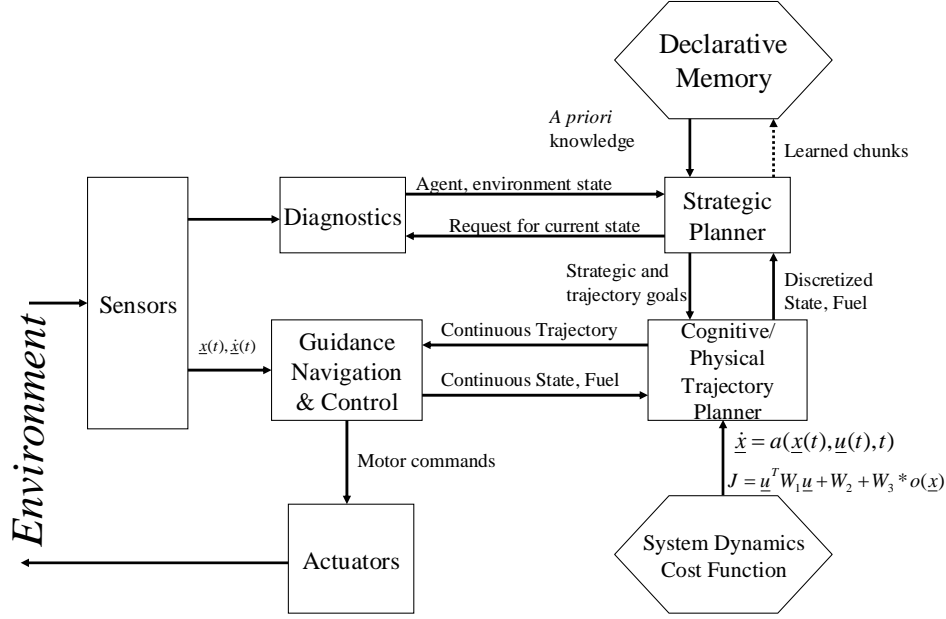 Declarative
Memory
A priori
knowledge
Learned chunks
Agent, environment state
Diagnostics
Strategic
Planner
Request for current state
Strategic and
trajectory goals
Discretized
State, Fuel
Sensors
Environment
x(t), ẋ(t)
Guidance
Navigation
& Control
Continuous Trajectory
Continuous State, Fuel
Cognitive/
Physical
Trajectory
Planner
ẋ = a(x(t), u(t), t)
J = u^T W₁u + W₂ + W₃ * o(x)
Motor commands
Actuators
System Dynamics
Cost Function